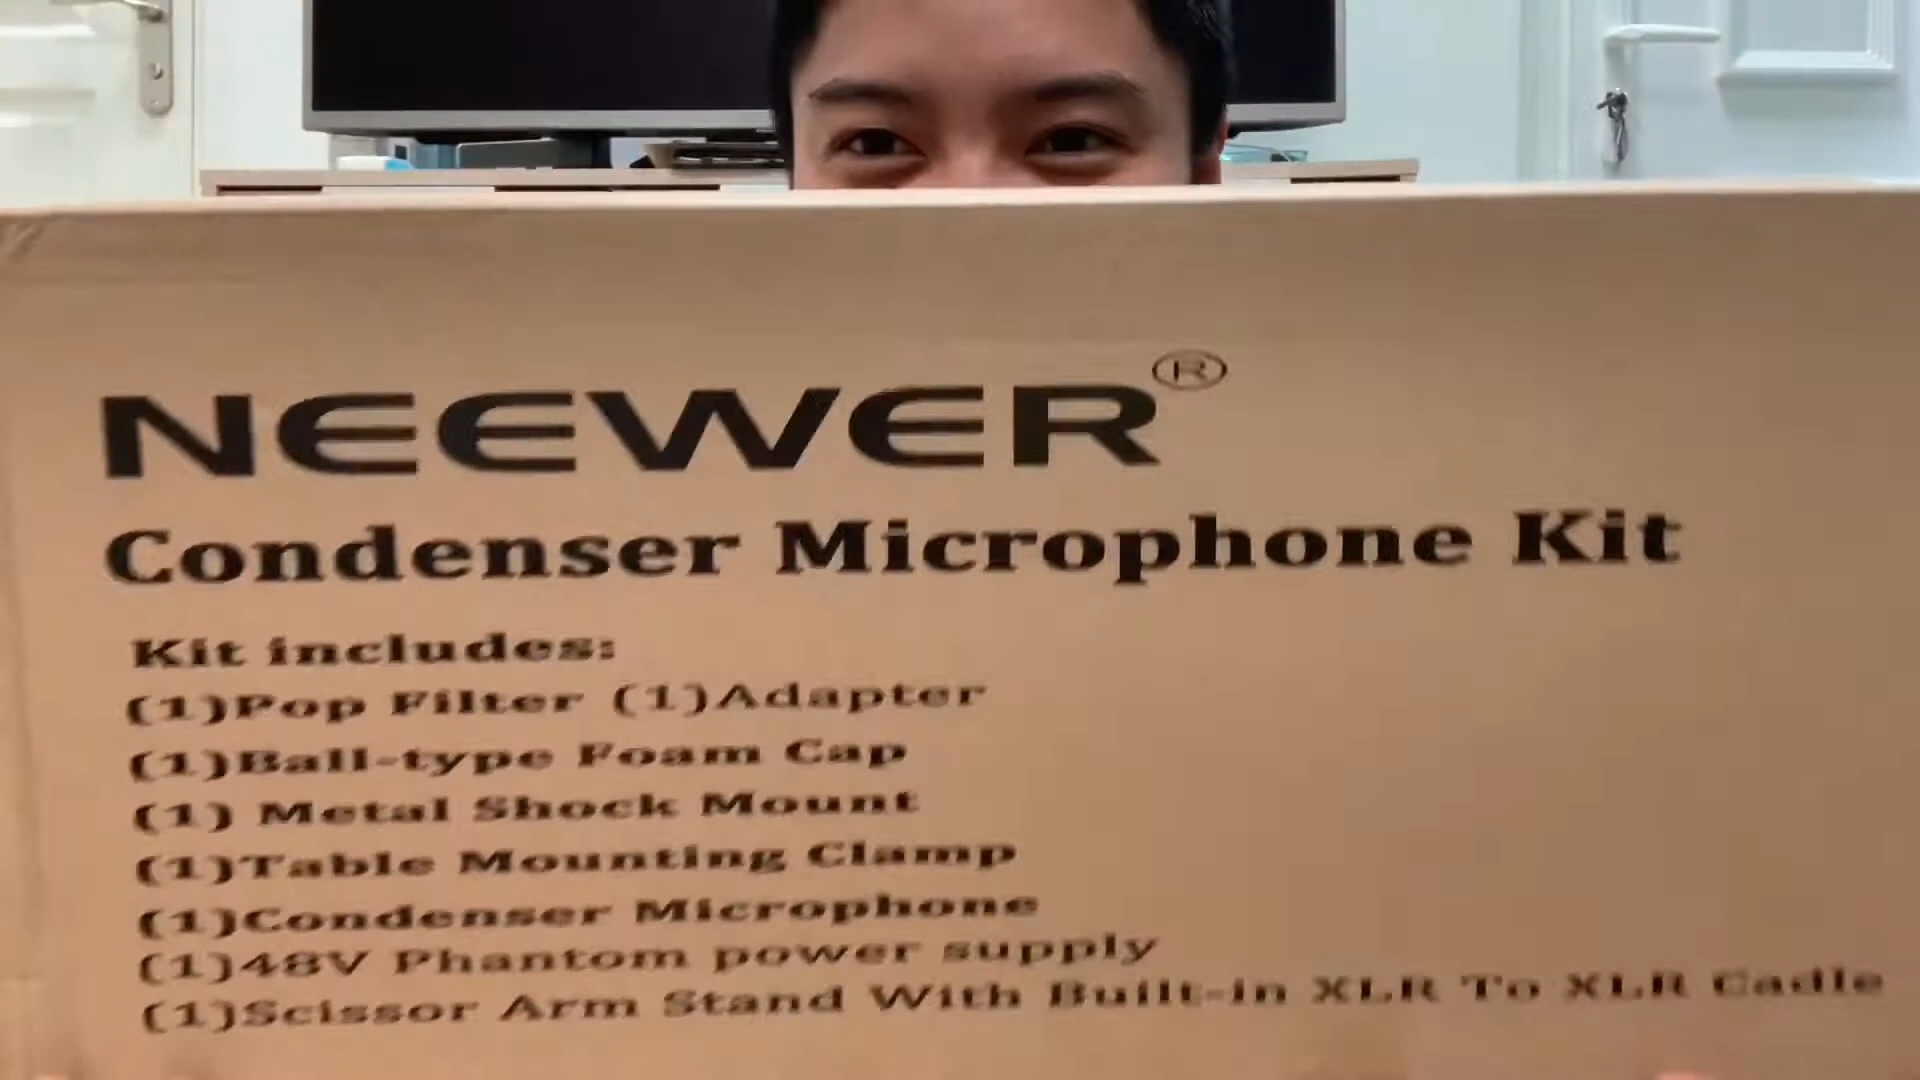 NEEWER®
Condenser Microphone Kit
Kit includes:
(1)Pop Filter (1)Adapter
(1)Ball-type Foam Cap
(1) Metal Shock Mount
(1)Table Mounting Clamp
(1)Condenser Microphone
(1)48V Phantom power supply
(1)Scissor Arm Stand With Built-in XLR To XLR Cadle